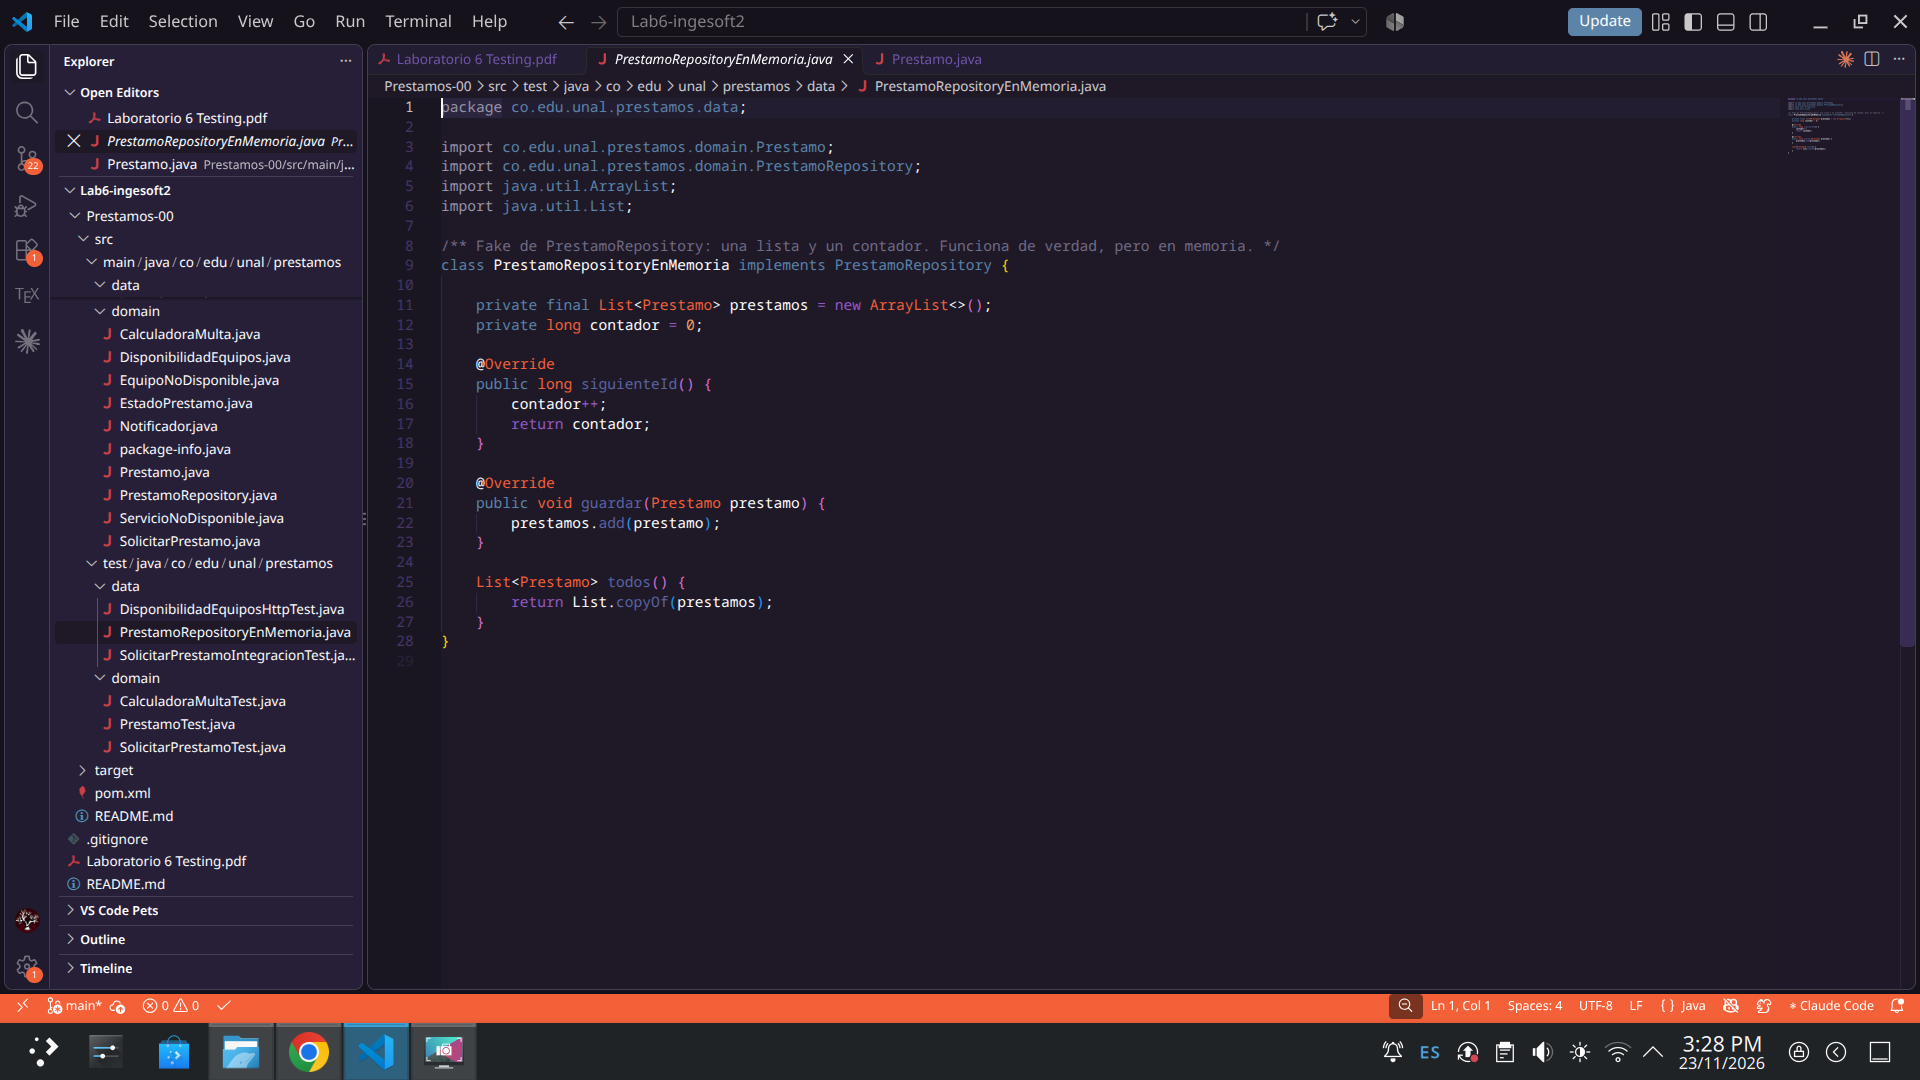 File Edit Selection View Go Run Terminal Help
Lab6-ingesoft2
Update
Explorer
Open Editors
Laboratorio 6 Testing.pdf
PrestamoRepositoryEnMemoria.java Pr...
Prestamo.java Prestamos-00/src/main/j...
Lab6-ingesoft2
Prestamos-00
src
main / java / co / edu / unal / prestamos
data
domain
CalculadoraMulta.java
DisponibilidadEquipos.java
EquipoNoDisponible.java
EstadoPrestamo.java
Notificador.java
package-info.java
Prestamo.java
PrestamoRepository.java
ServicioNoDisponible.java
SolicitarPrestamo.java
test / java / co / edu / unal / prestamos
data
DisponibilidadEquiposHttpTest.java
PrestamoRepositoryEnMemoria.java
SolicitarPrestamoIntegracionTest.ja...
domain
CalculadoraMultaTest.java
PrestamoTest.java
SolicitarPrestamoTest.java
target
pom.xml
README.md
.gitignore
Laboratorio 6 Testing.pdf
README.md
VS Code Pets
Outline
Timeline
22
1
TEX
1
Laboratorio 6 Testing.pdf PrestamoRepositoryEnMemoria.java Prestamo.java
Prestamos-00 > src > test > java > co > edu > unal > prestamos > data > PrestamoRepositoryEnMemoria.java
1 package co.edu.unal.prestamos.data;
2
3 import co.edu.unal.prestamos.domain.Prestamo;
4 import co.edu.unal.prestamos.domain.PrestamoRepository;
5 import java.util.ArrayList;
6 import java.util.List;
7
8 /** Fake de PrestamoRepository: una lista y un contador. Funciona de verdad, pero en memoria. */
9 class PrestamoRepositoryEnMemoria implements PrestamoRepository {
10
11     private final List<Prestamo> prestamos = new ArrayList<>();
12     private long contador = 0;
13
14     @Override
15     public long siguienteId() {
16         contador++;
17         return contador;
18     }
19
20     @Override
21     public void guardar(Prestamo prestamo) {
22         prestamos.add(prestamo);
23     }
24
25     List<Prestamo> todos() {
26         return List.copyOf(prestamos);
27     }
28 }
29
main* 0 0 Ln 1, Col 1 Spaces: 4 UTF-8 LF { } Java Claude Code
ES 3:28 PM
23/11/2026